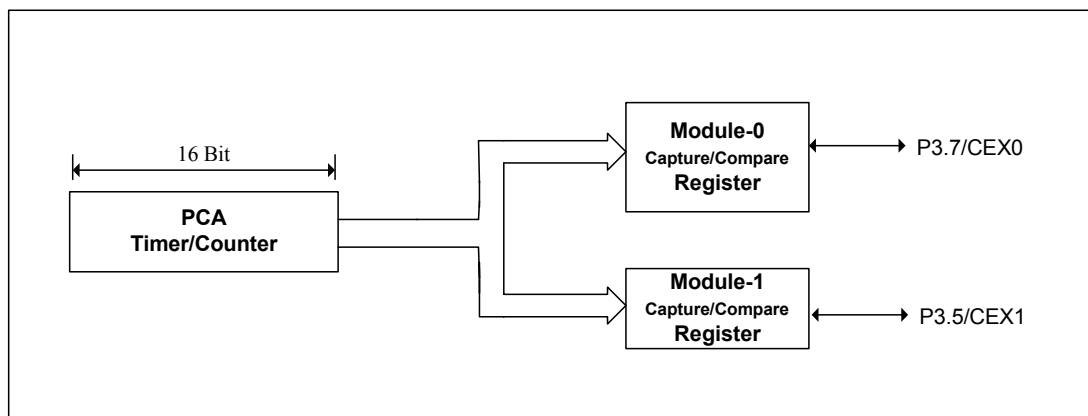 16 Bit
PCA
Timer/Counter
Module-0
Capture/Compare
Register
P3.7/CEX0
Module-1
Capture/Compare
Register
P3.5/CEX1